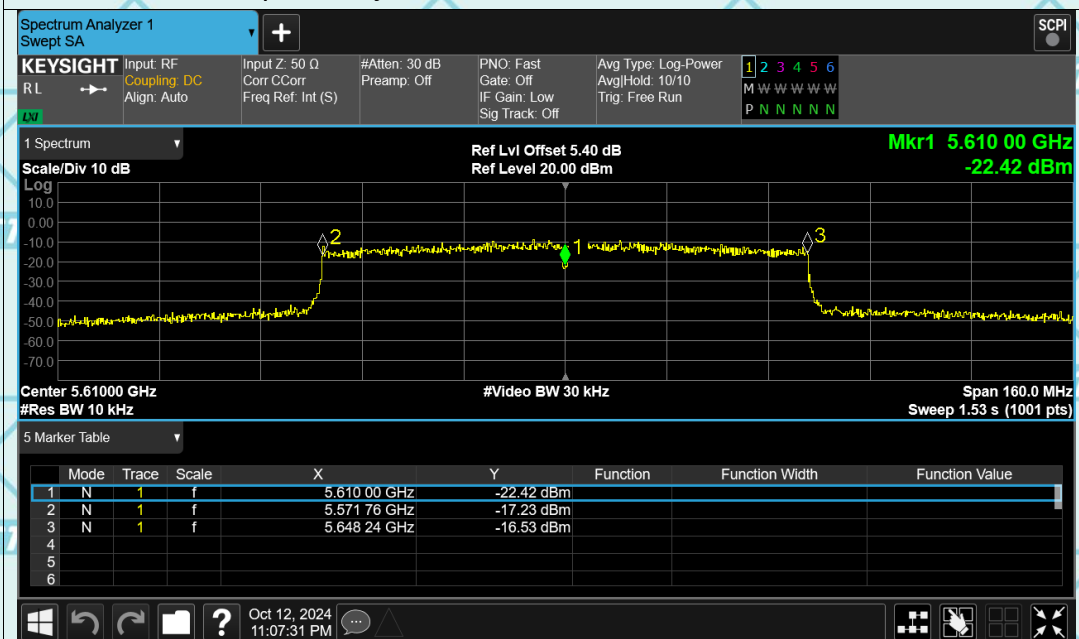 Spectrum Analyzer 1
Swept SA
+
SCPI
KEYSIGHT
RL
LXI
Input: RF
Coupling: DC
Align: Auto
Input Z: 50 Ω
Corr CCorr
Freq Ref: Int (S)
#Atten: 30 dB
Preamp: Off
PNO: Fast
Gate: Off
IF Gain: Low
Sig Track: Off
Avg Type: Log-Power
Avg|Hold: 10/10
Trig: Free Run
1 2 3 4 5 6
M W W W W W
P N N N N N
1 Spectrum
Scale/Div 10 dB
Ref Lvl Offset 5.40 dB
Ref Level 20.00 dBm
Mkr1 5.610 00 GHz
-22.42 dBm
Log
10.0
0.00
-10.0
-20.0
-30.0
-40.0
-50.0
-60.0
-70.0
2
1
3
Center 5.61000 GHz
#Video BW 30 kHz
Span 160.0 MHz
#Res BW 10 kHz
Sweep 1.53 s (1001 pts)
5 Marker Table
Mode Trace Scale X Y Function Function Width Function Value
1 N 1 f 5.610 00 GHz -22.42 dBm
2 N 1 f 5.571 76 GHz -17.23 dBm
3 N 1 f 5.648 24 GHz -16.53 dBm
4
5
6
?
Oct 12, 2024
11:07:31 PM